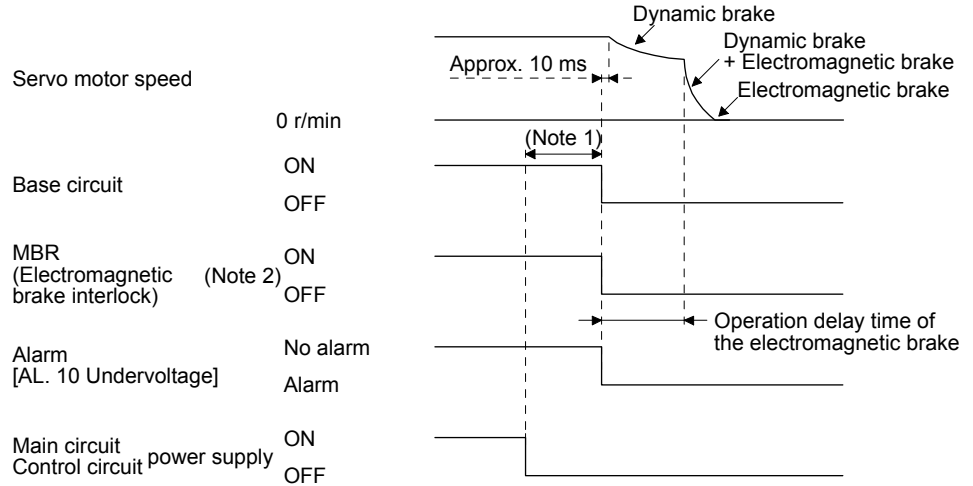 Dynamic brake
Dynamic brake
+ Electromagnetic brake
Electromagnetic brake
Approx. 10 ms
Servo motor speed
0 r/min
(Note 1)
ON
Base circuit
OFF
MBR
(Electromagnetic
brake interlock)
(Note 2)
ON
OFF
Operation delay time of
the electromagnetic brake
No alarm
Alarm
[AL. 10 Undervoltage]
Alarm
ON
Main circuit
Control circuit
power supply
OFF